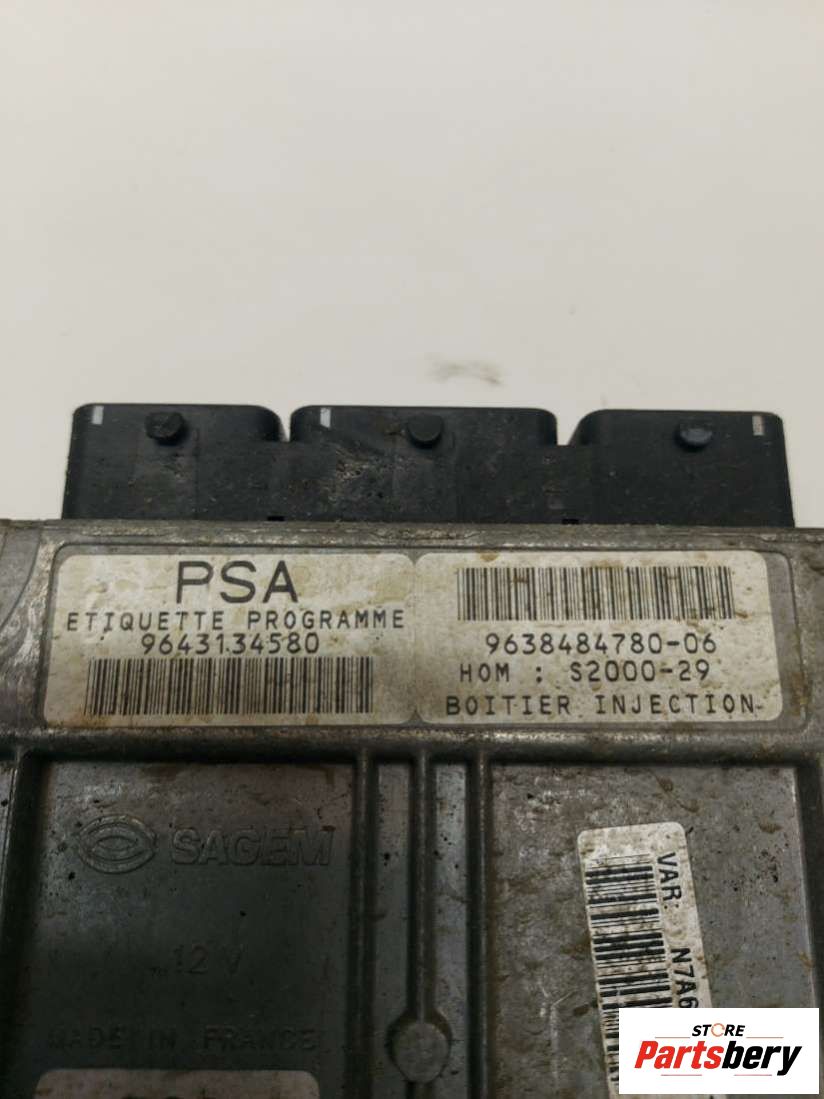 PSA
ETIQUETTE PROGRAMME
9643134580
9638484780-06
HOM : S2000-29
BOITIER INJECTION
SAGEM
12 V
MADE IN FRANCE
VAR: N7A6
STORE
Partsbery